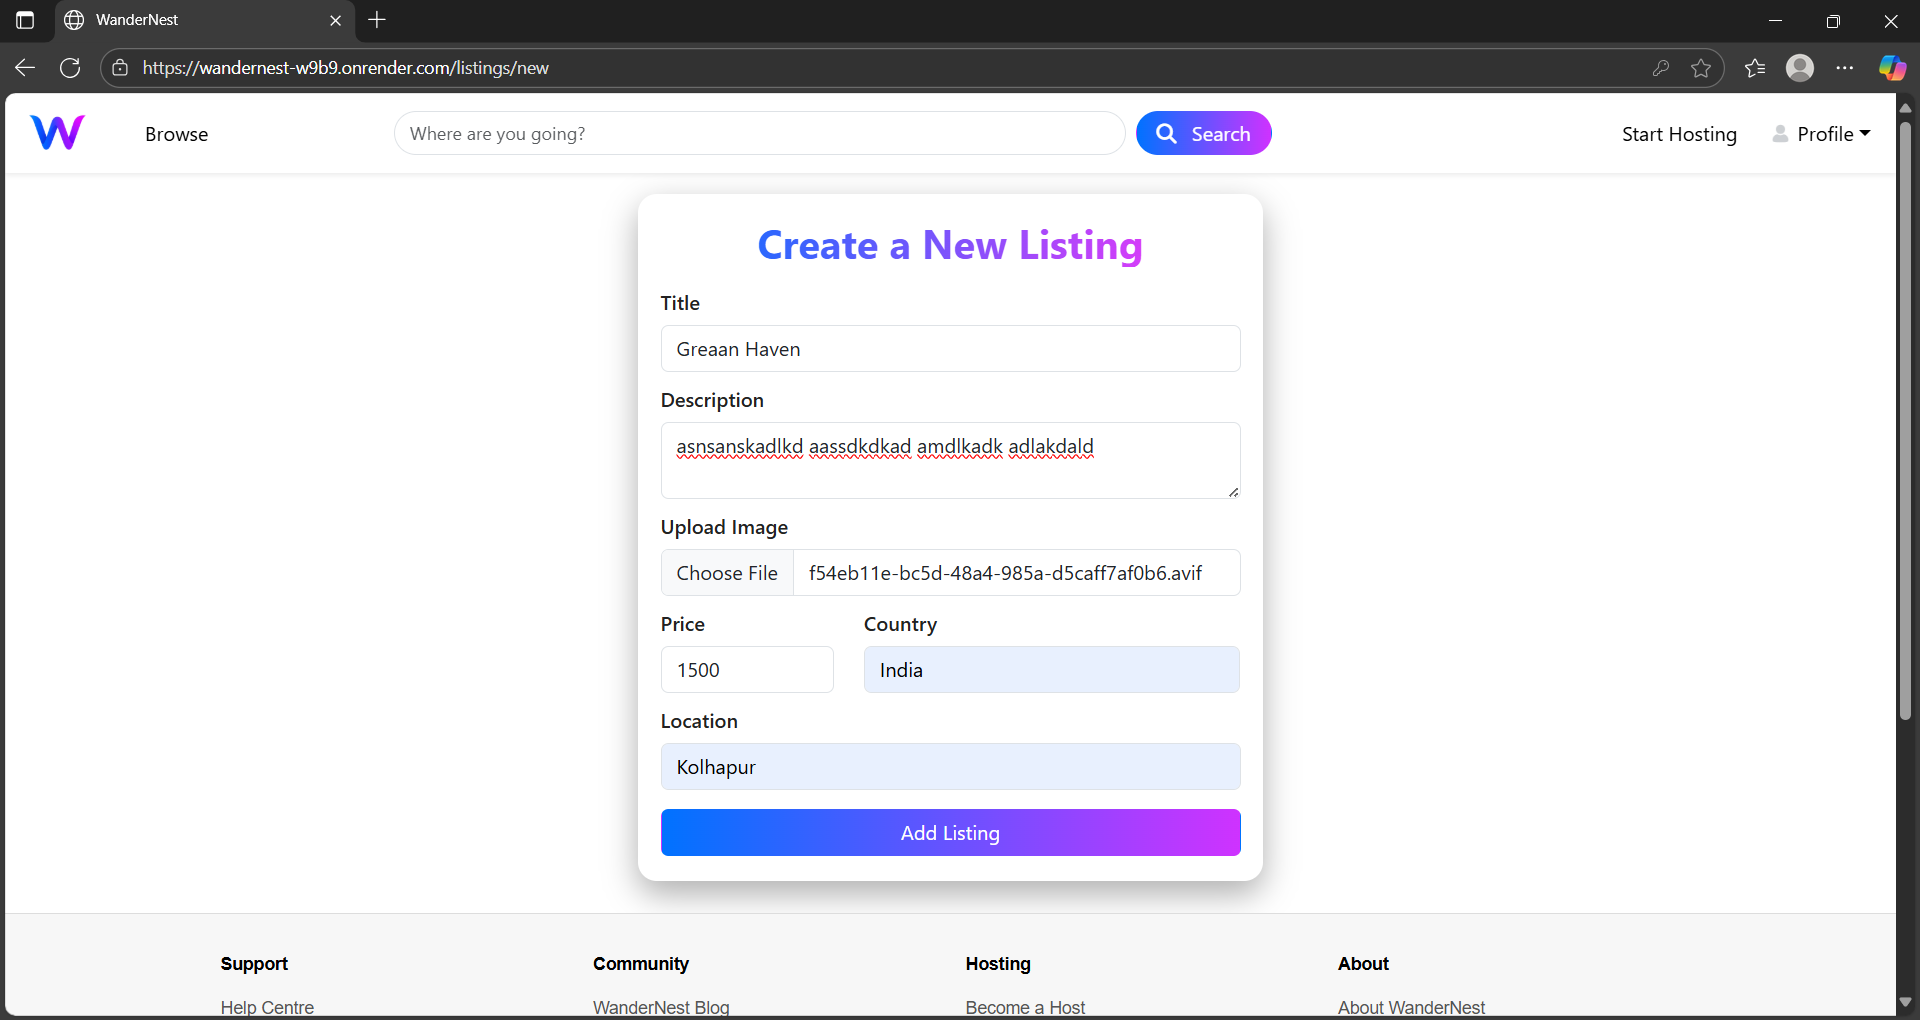 WanderNest
https://wandernest-w9b9.onrender.com/listings/new
W
Browse
Where are you going?
Search
Start Hosting
Profile
Create a New Listing
Title
Greaan Haven
Description
asnsanskadlkd aassdkdkad amdlkadk adlakdald
Upload Image
Choose File f54eb11e-bc5d-48a4-985a-d5caff7af0b6.avif
Price Country
1500 India
Location
Kolhapur
Add Listing
Support Community Hosting About
Help Centre WanderNest Blog Become a Host About WanderNest